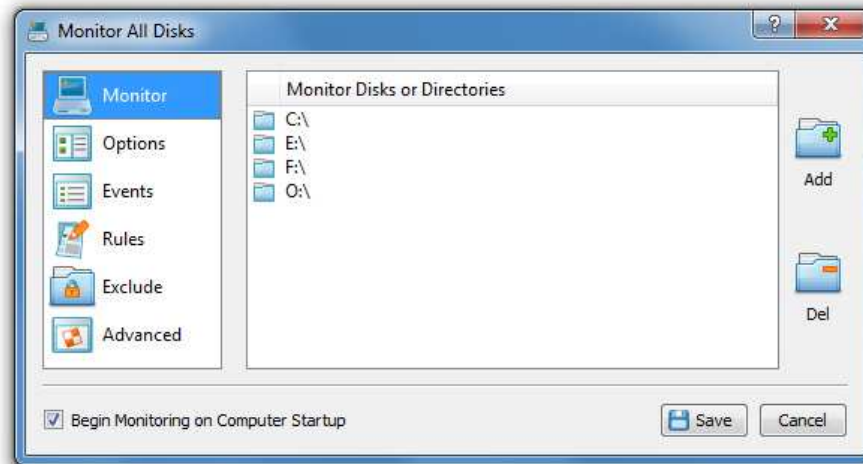 Monitor All Disks
?
Monitor
Options
Events
Rules
Exclude
Advanced
Monitor Disks or Directories
C:\
E:\
F:\
O:\
Add
Del
Begin Monitoring on Computer Startup
Save
Cancel